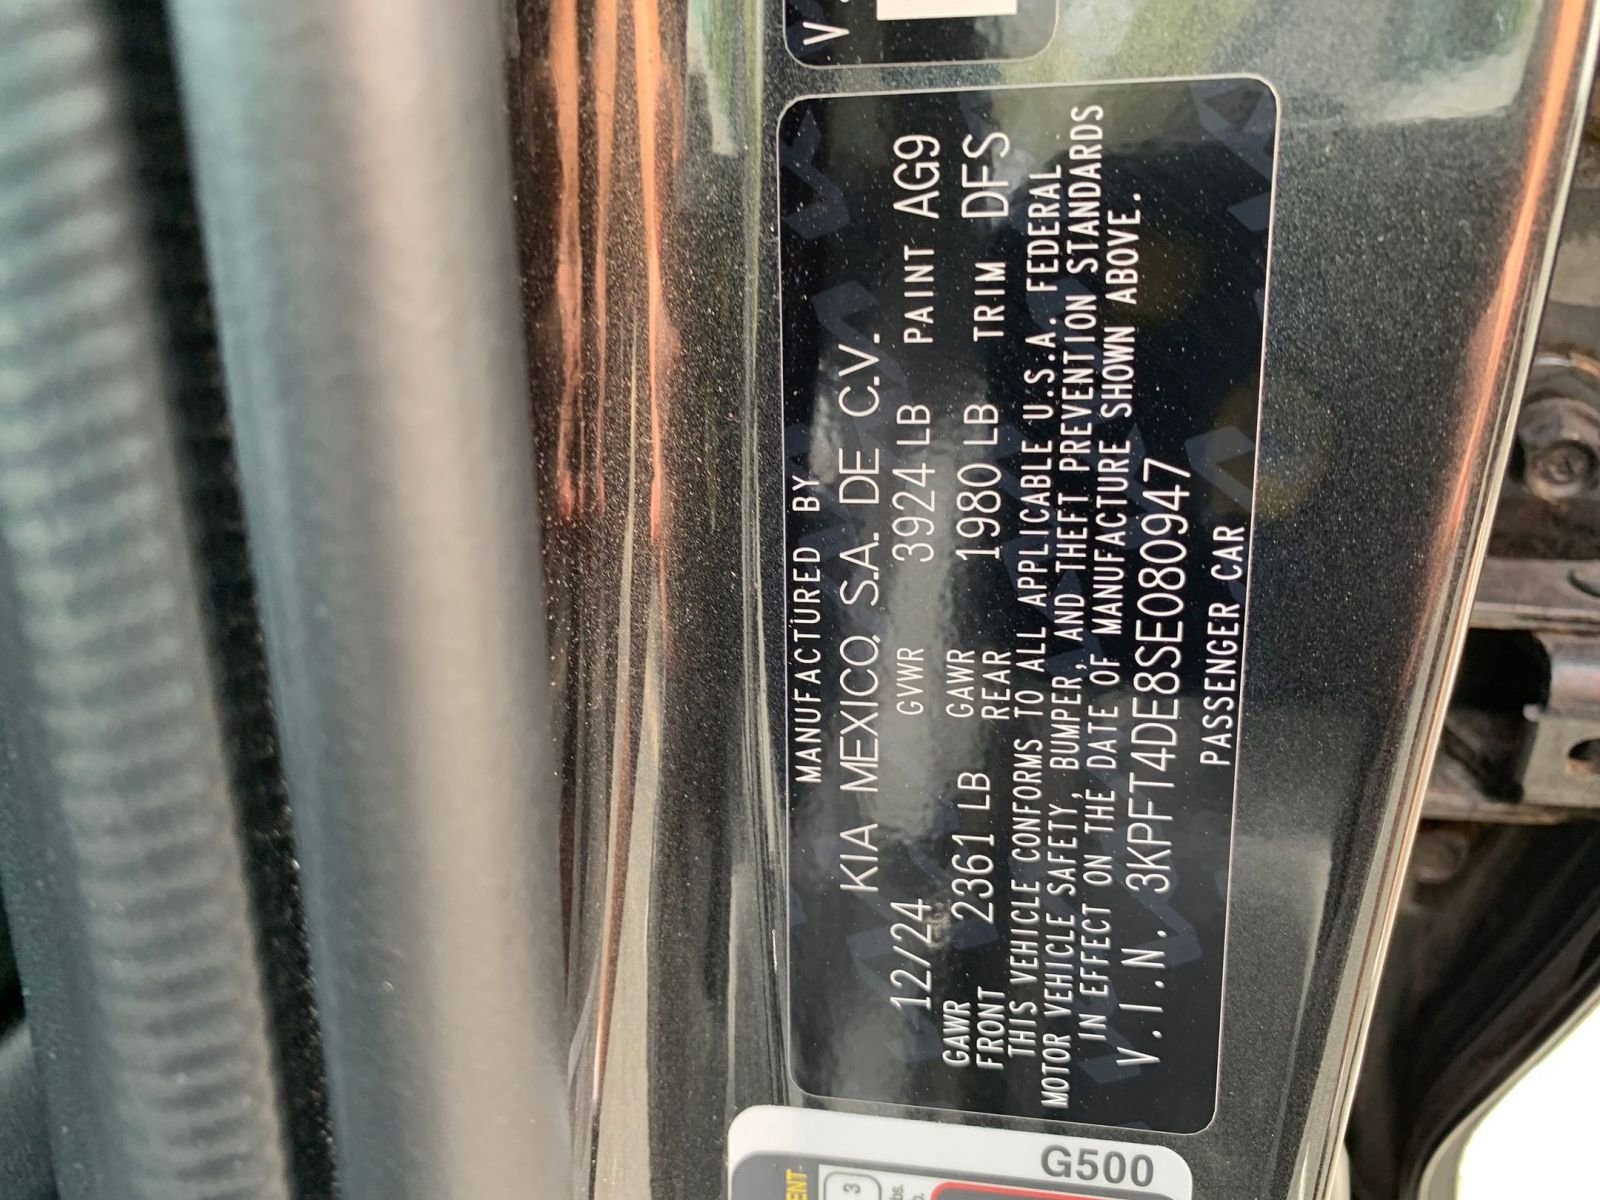 V.
MANUFACTURED BY
KIA MEXICO, S.A. DE C.V.
12/24 GVWR 3924 LB PAINT AG9
GAWR FRONT 2361 LB GAWR REAR 1980 LB TRIM DFS
THIS VEHICLE CONFORMS TO ALL APPLICABLE U.S.A. FEDERAL
MOTOR VEHICLE SAFETY, BUMPER, AND THEFT PREVENTION STANDARDS
IN EFFECT ON THE DATE OF MANUFACTURE SHOWN ABOVE.
V.I.N. 3KPFT4DE8SE080947
PASSENGER CAR
3
G500